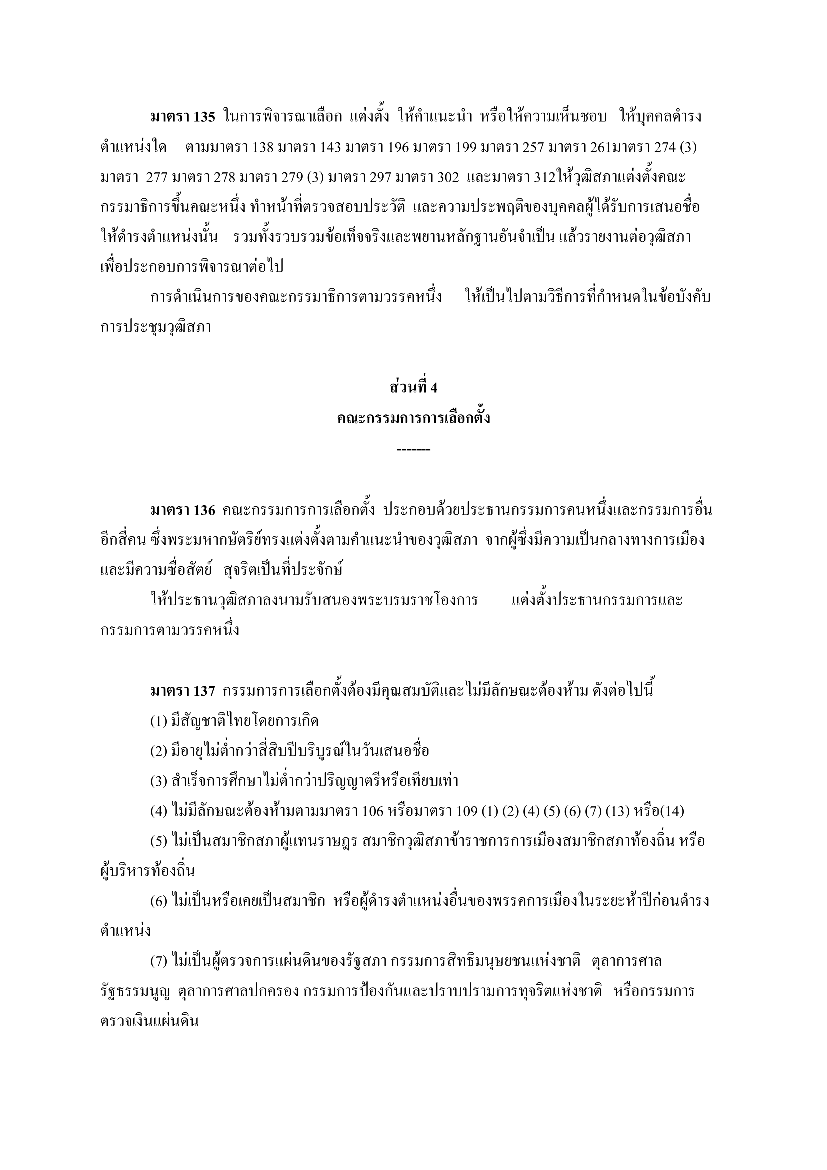 มาตรา 135 ในการพิจารณาเลือก แต่งตั้ง ให้คำแนะนำ หรือให้ความเห็นชอบ ให้บุคคลดำรง
ตำแหน่งใด ตามมาตรา 138 มาตรา 143 มาตรา 196 มาตรา 199 มาตรา 257 มาตรา 261มาตรา 274 (3)
มาตรา 277 มาตรา 278 มาตรา 279 (3) มาตรา 297 มาตรา 302 และมาตรา 312ให้วุฒิสภาแต่งตั้งคณะ
กรรมาธิการขึ้นคณะหนึ่ง ทำหน้าที่ตรวจสอบประวัติ และความประพฤติของบุคคลผู้ได้รับการเสนอชื่อ
ให้ดำรงตำแหน่งนั้น รวมทั้งรวบรวมข้อเท็จจริงและพยานหลักฐานอันจำเป็น แล้วรายงานต่อวุฒิสภา
เพื่อประกอบการพิจารณาต่อไป
การดำเนินการของคณะกรรมาธิการตามวรรคหนึ่ง ให้เป็นไปตามวิธีการที่กำหนดในข้อบังคับ
การประชุมวุฒิสภา
ส่วนที่ 4
คณะกรรมการการเลือกตั้ง
-------
มาตรา 136 คณะกรรมการการเลือกตั้ง ประกอบด้วยประธานกรรมการคนหนึ่งและกรรมการอื่น
อีกสี่คน ซึ่งพระมหากษัตริย์ทรงแต่งตั้งตามคำแนะนำของวุฒิสภา จากผู้ซึ่งมีความเป็นกลางทางการเมือง
และมีความซื่อสัตย์ สุจริตเป็นที่ประจักษ์
ให้ประธานวุฒิสภาลงนามรับสนองพระบรมราชโองการ แต่งตั้งประธานกรรมการและ
กรรมการตามวรรคหนึ่ง
มาตรา 137 กรรมการการเลือกตั้งต้องมีคุณสมบัติและไม่มีลักษณะต้องห้าม ดังต่อไปนี้
(1) มีสัญชาติไทยโดยการเกิด
(2) มีอายุไม่ต่ำกว่าสี่สิบปีบริบูรณ์ในวันเสนอชื่อ
(3) สำเร็จการศึกษาไม่ต่ำกว่าปริญญาตรีหรือเทียบเท่า
(4) ไม่มีลักษณะต้องห้ามตามมาตรา 106 หรือมาตรา 109 (1) (2) (4) (5) (6) (7) (13) หรือ(14)
(5) ไม่เป็นสมาชิกสภาผู้แทนราษฎร สมาชิกวุฒิสภาข้าราชการการเมืองสมาชิกสภาท้องถิ่น หรือ
ผู้บริหารท้องถิ่น
(6) ไม่เป็นหรือเคยเป็นสมาชิก หรือผู้ดำรงตำแหน่งอื่นของพรรคการเมืองในระยะห้าปีก่อนดำรง
ตำแหน่ง
(7) ไม่เป็นผู้ตรวจการแผ่นดินของรัฐสภา กรรมการสิทธิมนุษยชนแห่งชาติ ตุลาการศาล
รัฐธรรมนูญ ตุลาการศาลปกครอง กรรมการป้องกันและปราบปรามการทุจริตแห่งชาติ หรือกรรมการ
ตรวจเงินแผ่นดิน